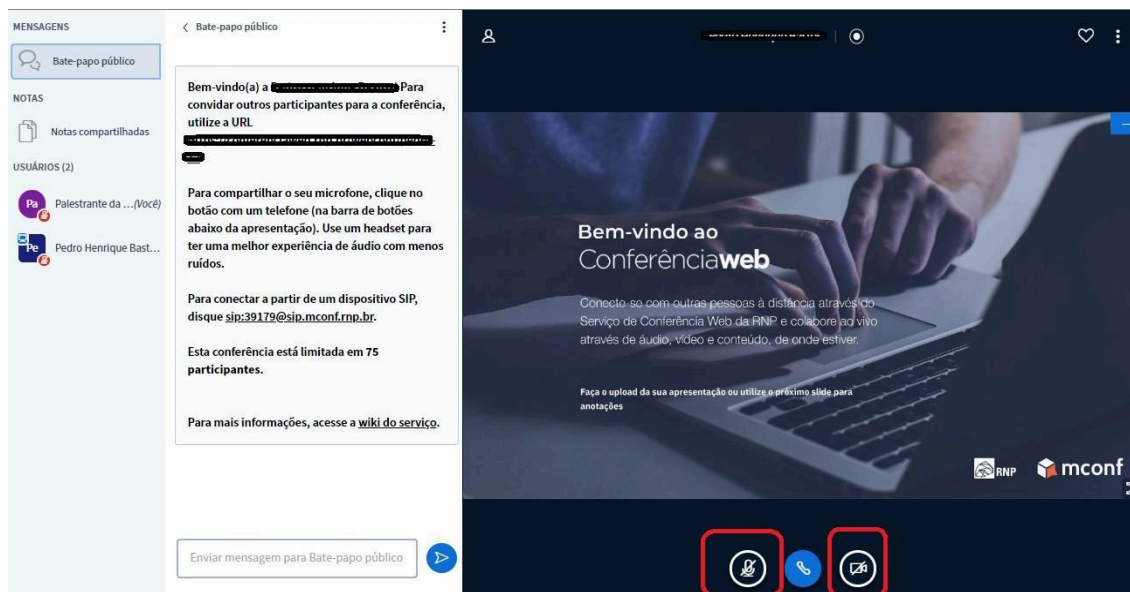 MENSAGENS
Bate-papo público
NOTAS
Notas compartilhadas
USUÁRIOS (2)
Pa
Palestrante da ...(Você)
Pe
Pedro Henrique Bast...
Bate-papo público
Bem-vindo(a) a
Para
convidar outros participantes para a conferência,
utilize a URL
Para compartilhar o seu microfone, clique no
botão com um telefone (na barra de botões
abaixo da apresentação). Use um headset para
ter uma melhor experiência de áudio com menos
ruídos.
Para conectar a partir de um dispositivo SIP,
disque sip:39179@sip.mconf.rnp.br.
Esta conferência está limitada em 75
participantes.
Para mais informações, acesse a wiki do serviço.
Enviar mensagem para Bate-papo público
Bem-vindo ao
Conferênciaweb
Conecte-se com outras pessoas à distância através do
Serviço de Conferência Web da RNP e colabore ao vivo
através de áudio, vídeo e conteúdo, de onde estiver.
Faça o upload da sua apresentação ou utilize o próximo slide para
anotações
RNP
mconf